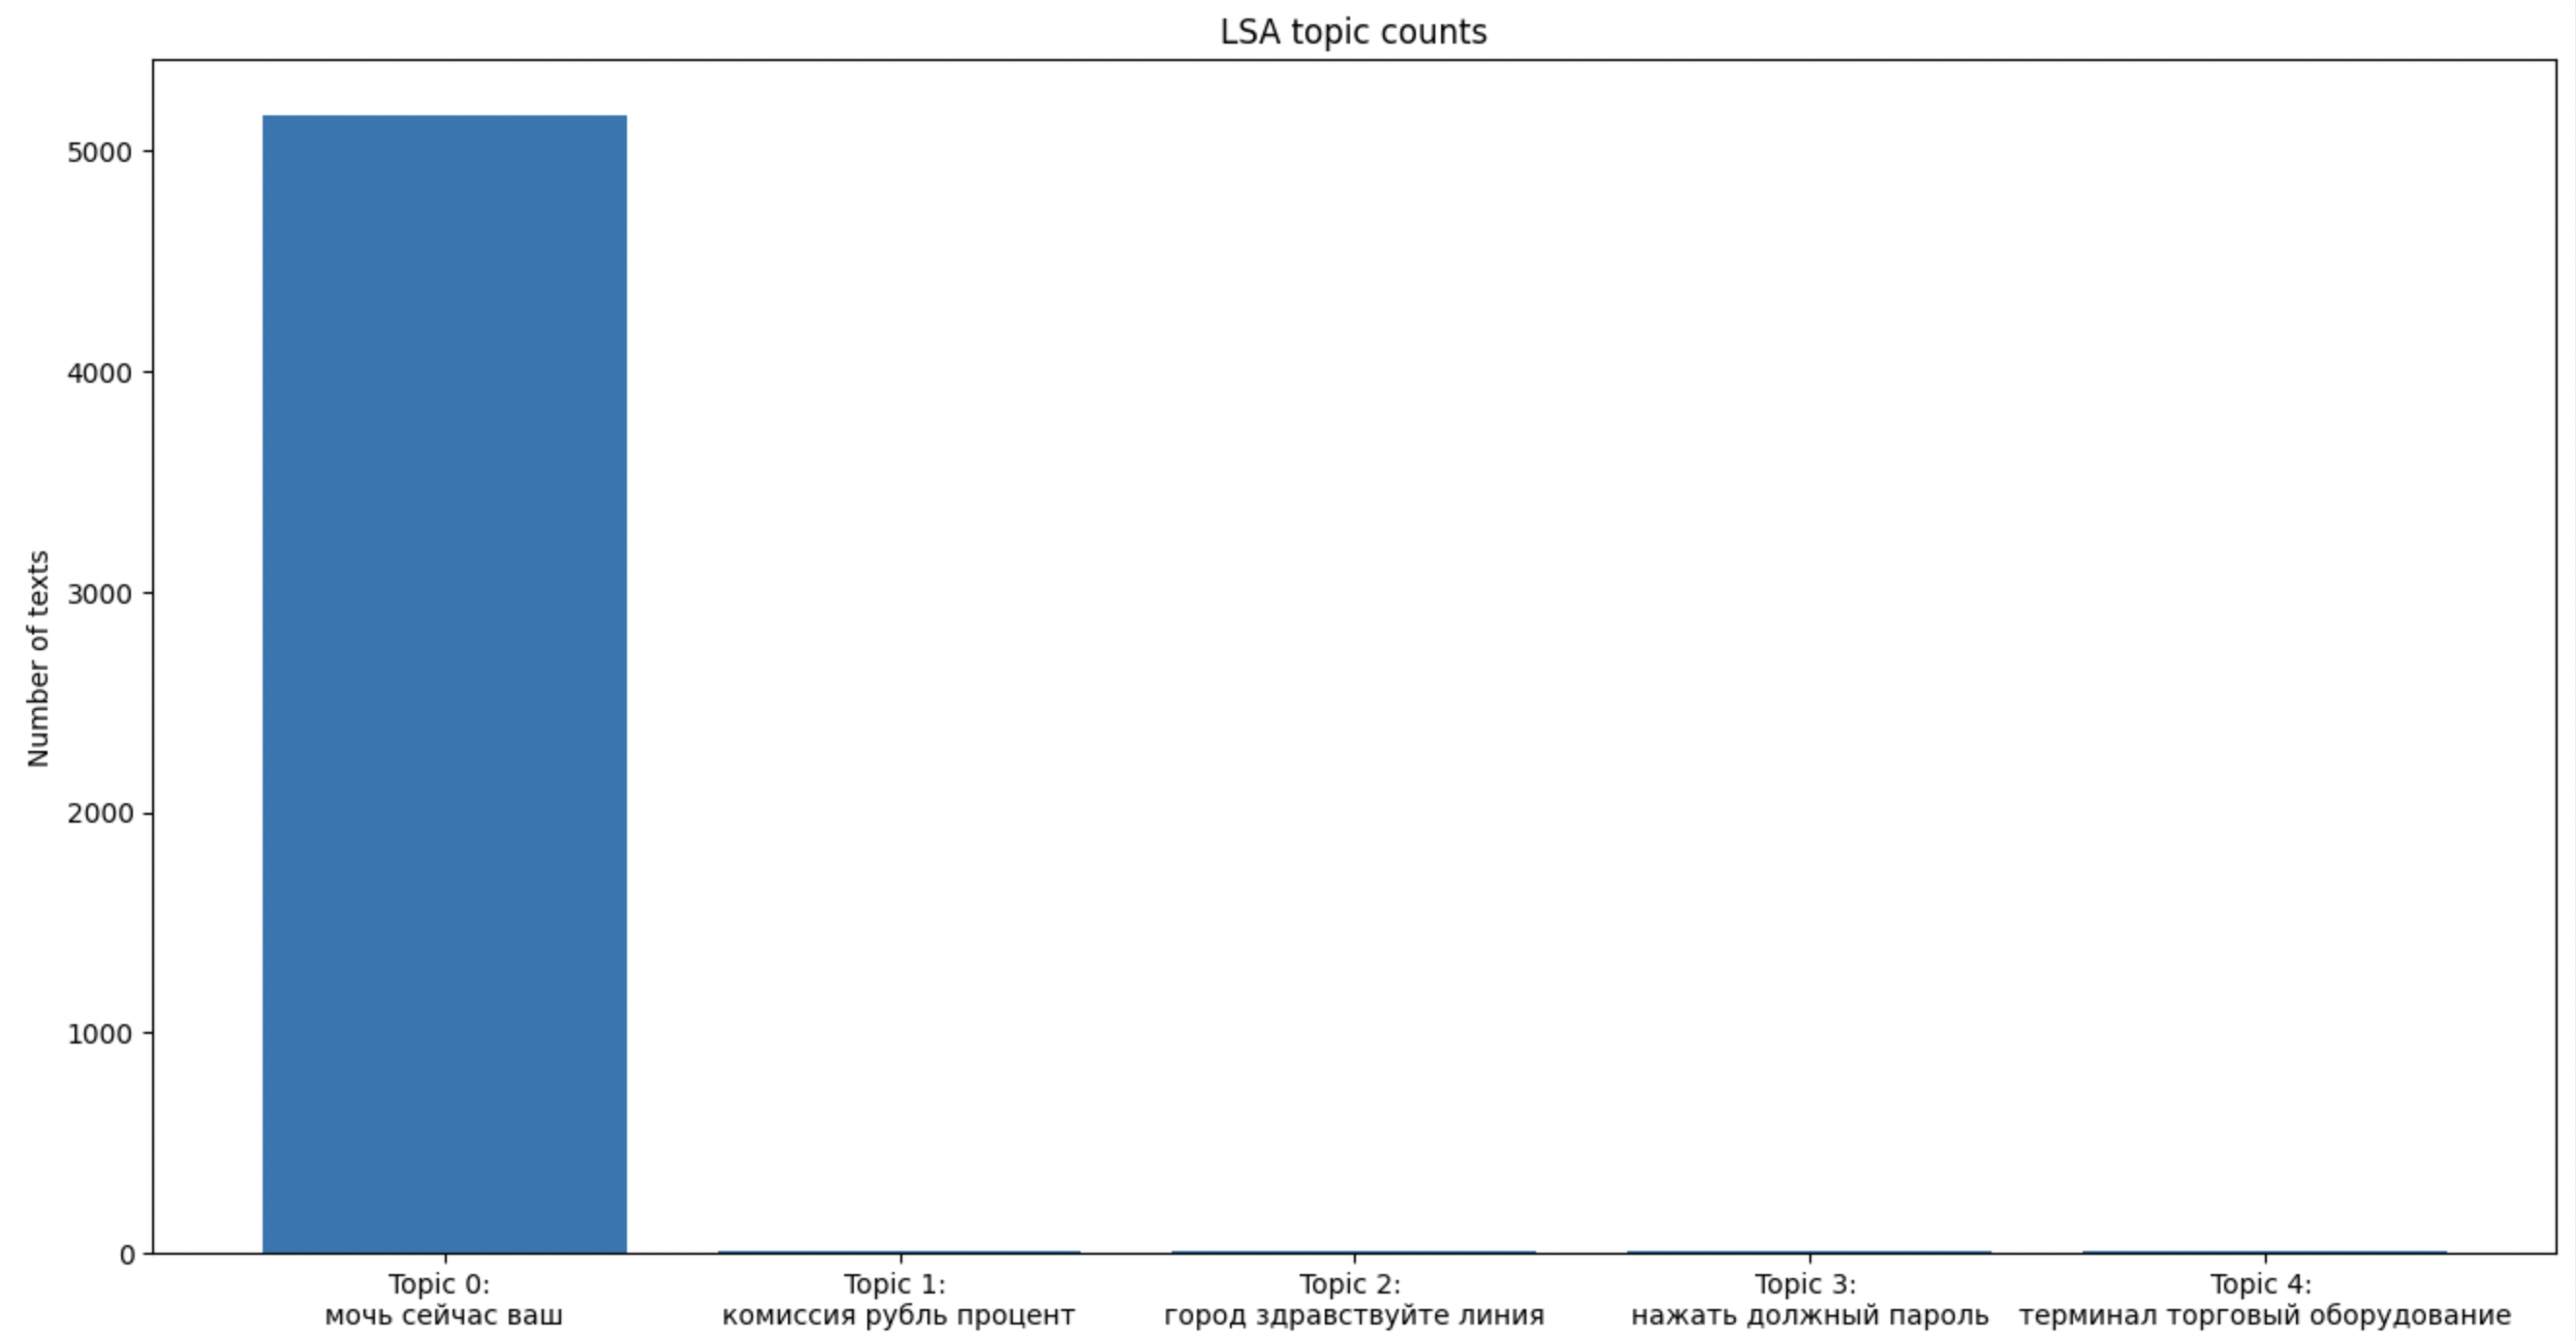 LSA topic counts
Number of texts
5000
4000
3000
2000
1000
0
Topic 0:
мочь сейчас ваш
Topic 1:
комиссия рубль процент
Topic 2:
город здравствуйте линия
Topic 3:
нажать должный пароль
Topic 4:
терминал торговый оборудование